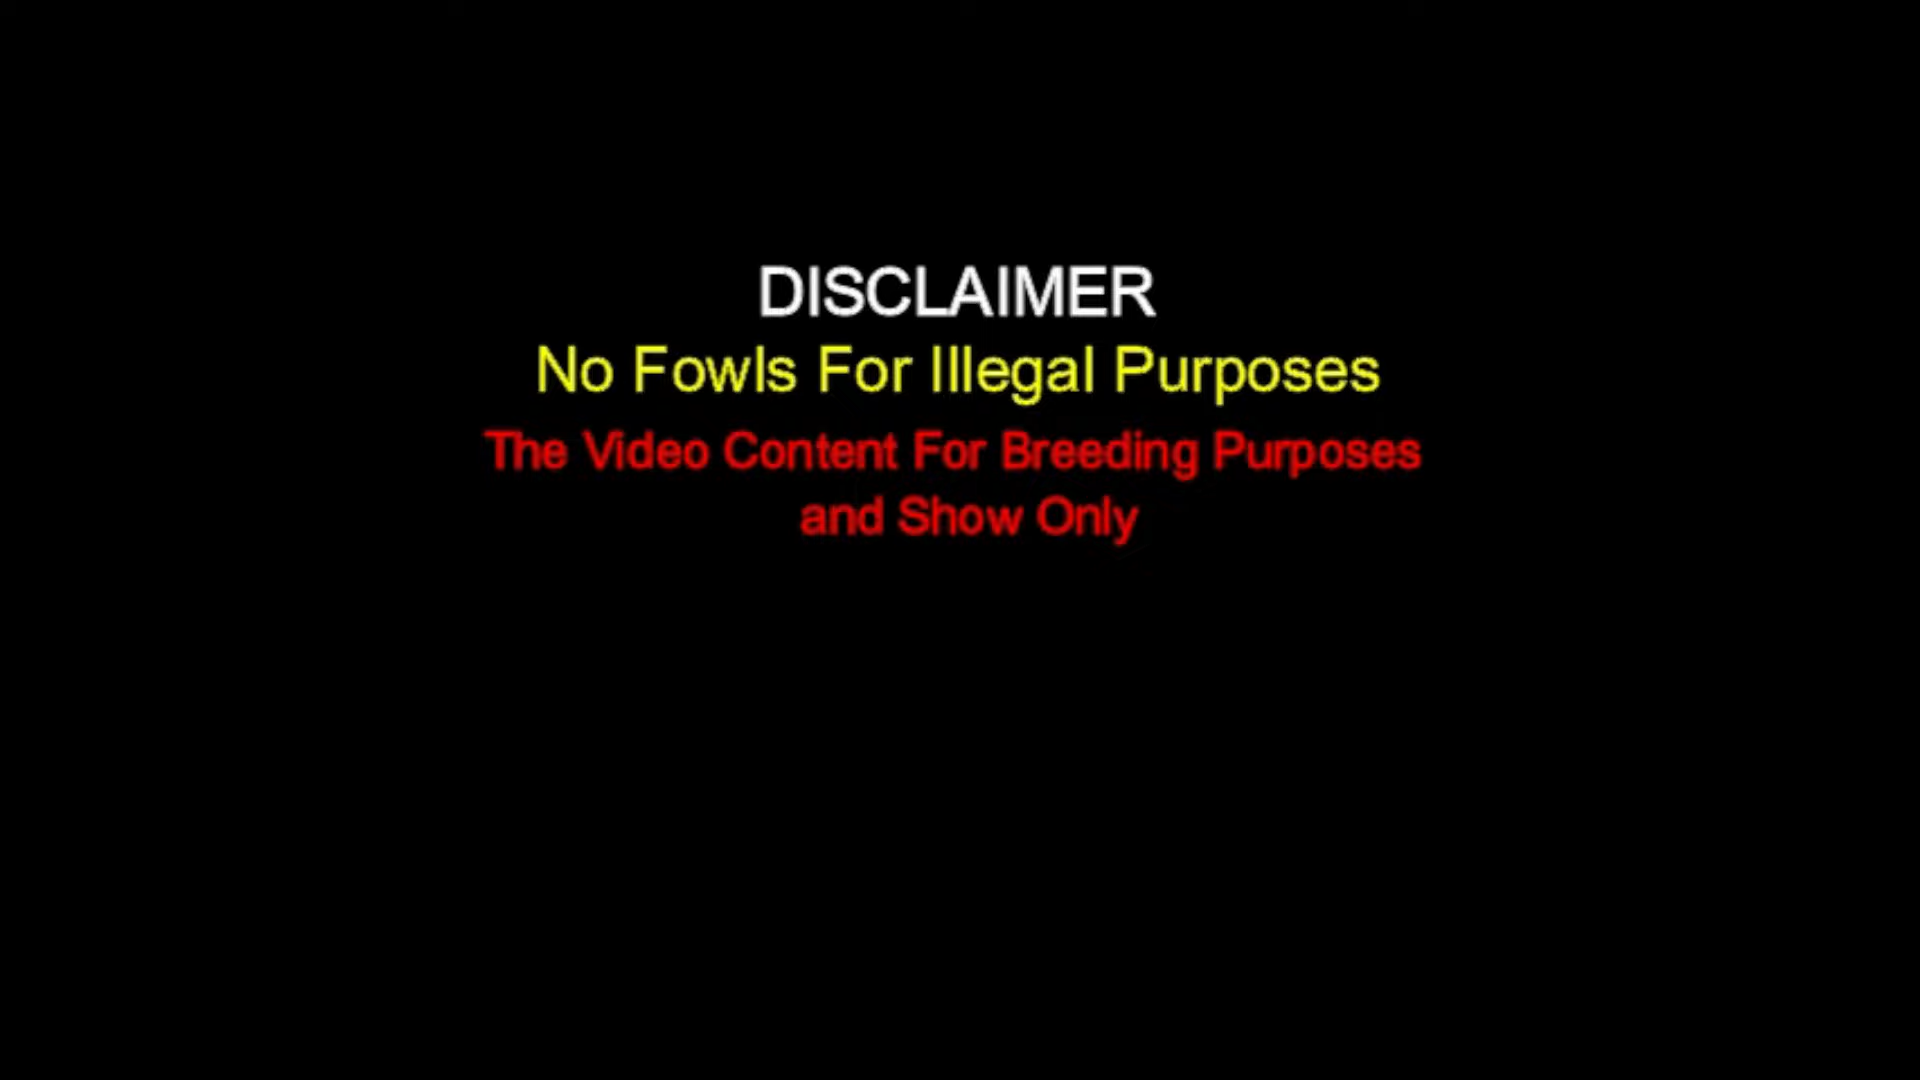 DISCLAIMER
No Fowls For Illegal Purposes
The Video Content For Breeding Purposes
and Show Only